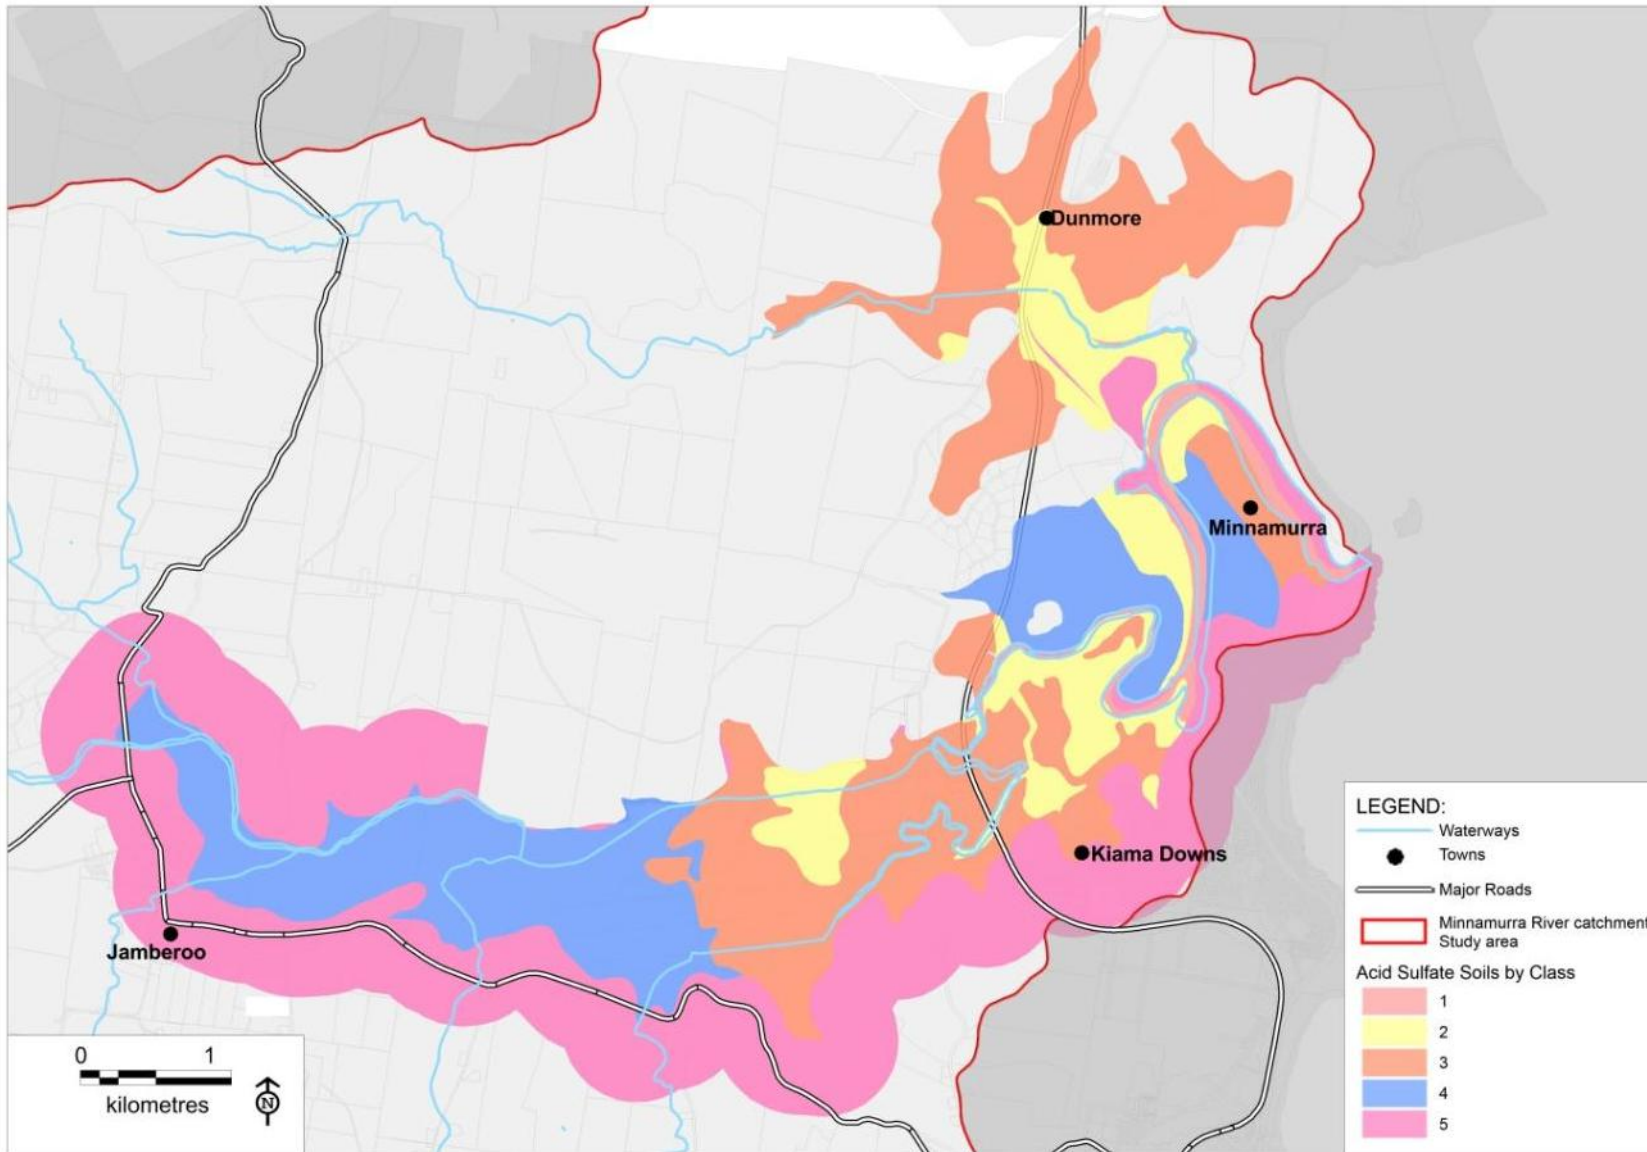 Dunmore
Minnamurra
Kiama Downs
Jamberoo
0 1
kilometres
N
LEGEND:
Waterways
Towns
Major Roads
Minnamurra River catchment
Study area
Acid Sulfate Soils by Class
1
2
3
4
5